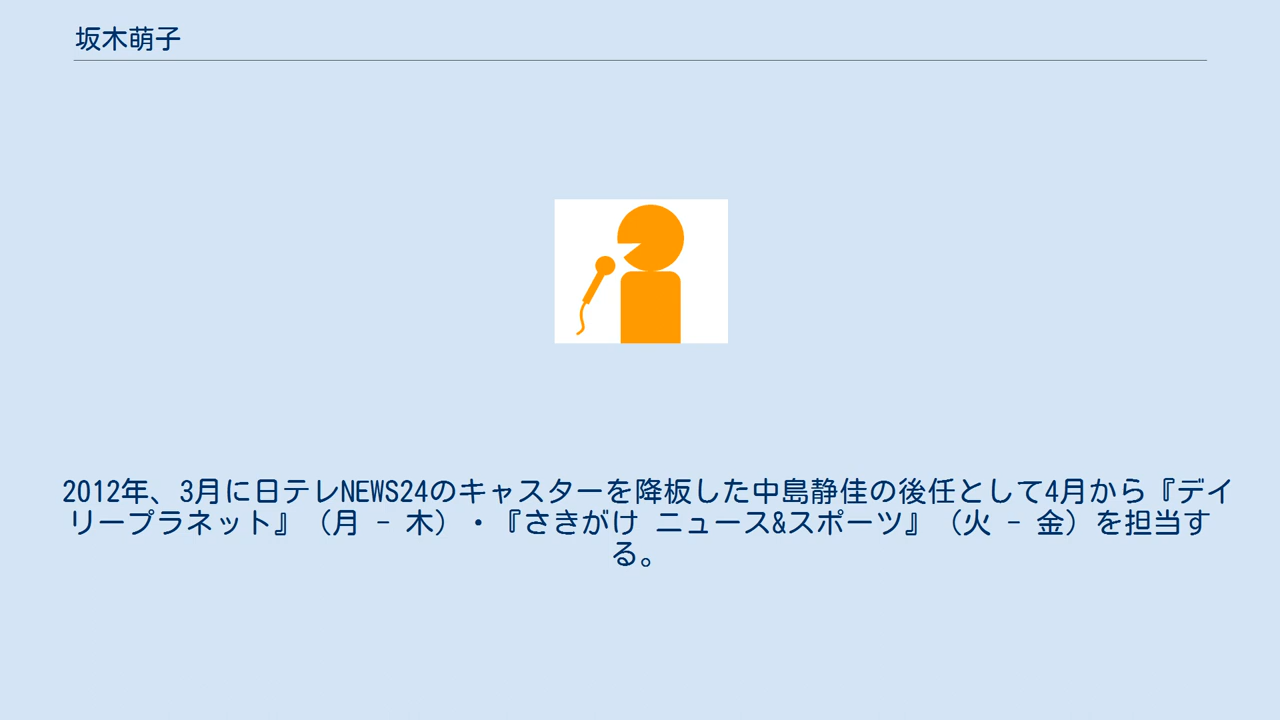 坂木萌子
2012年、3月に日テレNEWS24のキャスターを降板した中島静佳の後任として4月から『デイ
リープラネット』（月 - 木）・『さきがけ ニュース&スポーツ』（火 - 金）を担当す
る。